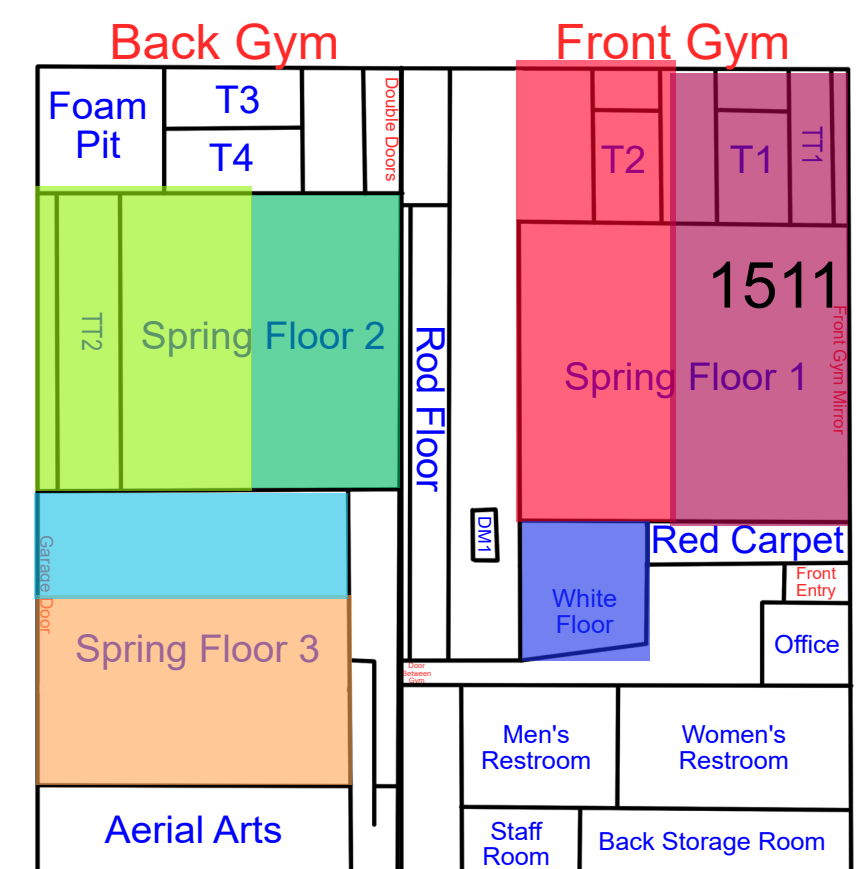 Back Gym
Front Gym
Foam
Pit
T3
T4
Double Doors
T2
T1
TT1
1511
TT2
Spring Floor 2
Rod Floor
Front Gym Mirror
Spring Floor 1
DM1
Red Carpet
Garage Door
White
Floor
Front
Entry
Spring Floor 3
Office
Door
Between
Gym
Men's
Restroom
Women's
Restroom
Aerial Arts
Staff
Room
Back Storage Room